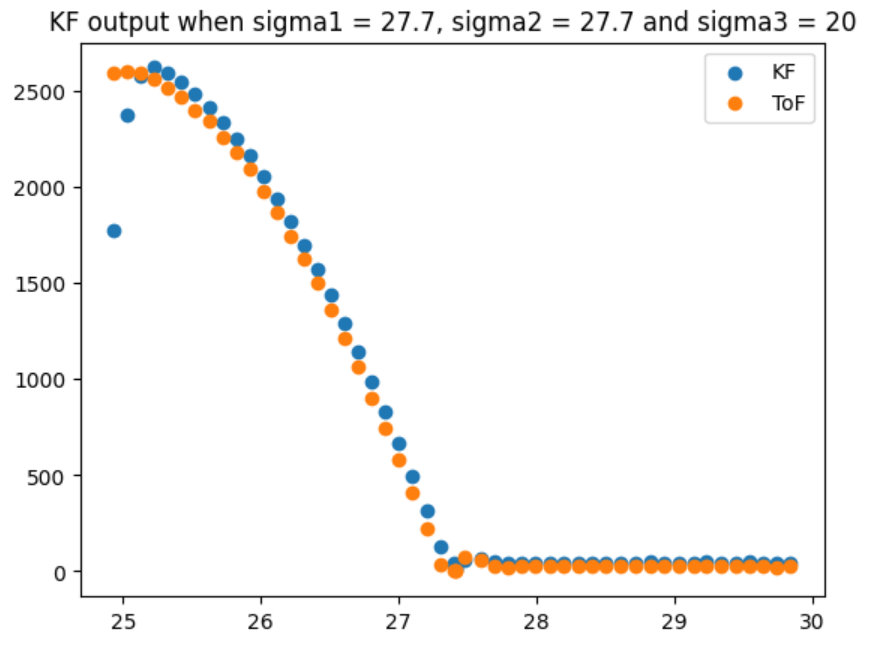 KF output when sigma1 = 27.7, sigma2 = 27.7 and sigma3 = 20
KF
ToF
2500
2000
1500
1000
500
0
25 26 27 28 29 30